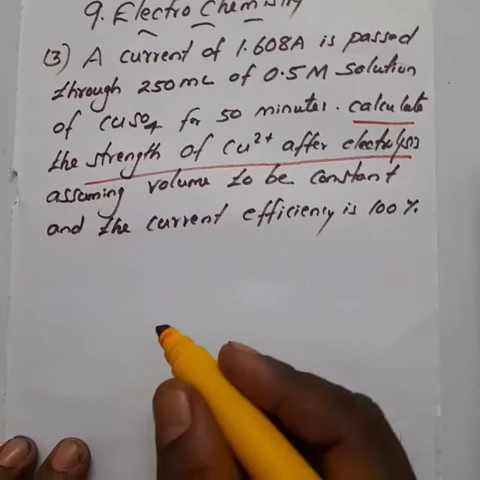 9. Electro Chemistry
(3) A current of 1.608A is passed
through 250mL of 0.5M solution
of CuSO4 for 50 minutes. calculate
the strength of Cu²⁺ after electrolysis
assuming volume to be constant
and the current efficiency is 100%.